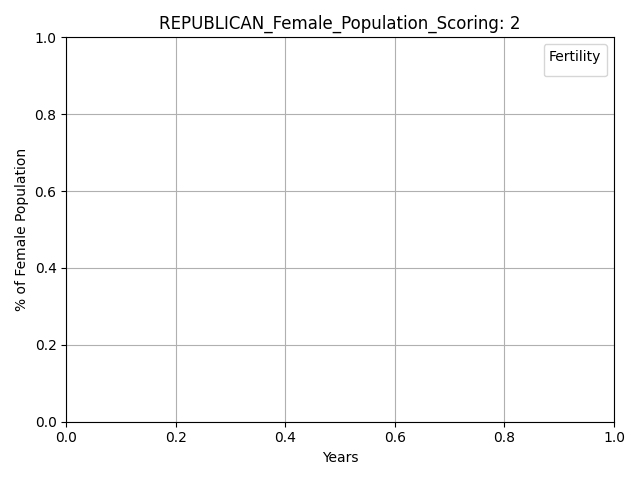 REPUBLICAN_Female_Population_Scoring: 2
Fertility
% of Female Population
1.0
0.8
0.6
0.4
0.2
0.0
0.0 0.2 0.4 0.6 0.8 1.0
Years